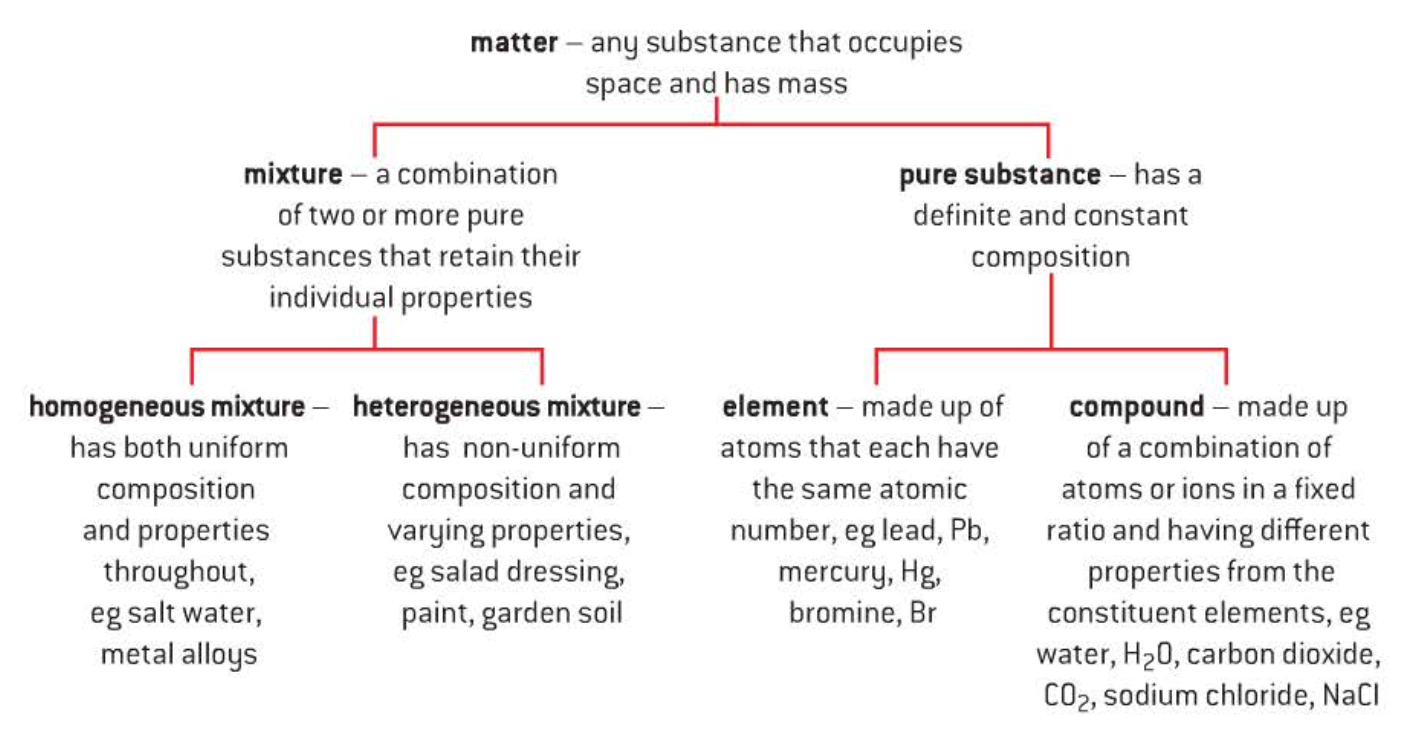 matter – any substance that occupies
space and has mass
mixture – a combination
of two or more pure
substances that retain their
individual properties
pure substance – has a
definite and constant
composition
homogeneous mixture –
has both uniform
composition
and properties
throughout,
eg salt water,
metal alloys
heterogeneous mixture –
has non-uniform
composition and
varying properties,
eg salad dressing,
paint, garden soil
element – made up of
atoms that each have
the same atomic
number, eg lead, Pb,
mercury, Hg,
bromine, Br
compound – made up
of a combination of
atoms or ions in a fixed
ratio and having different
properties from the
constituent elements, eg
water, H₂O, carbon dioxide,
CO₂, sodium chloride, NaCl